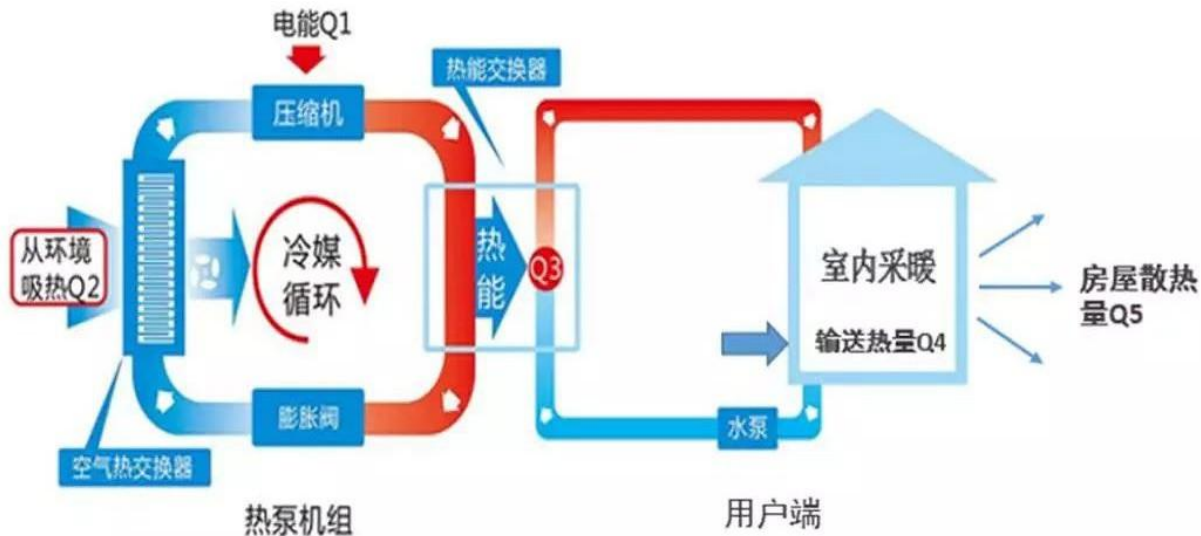 电能Q1
热能交换器
压缩机
从环境
吸热Q2
冷媒
循环
热
能
Q3
室内采暖
输送热量Q4
房屋散热
量Q5
膨胀阀
水泵
空气热交换器
热泵机组
用户端